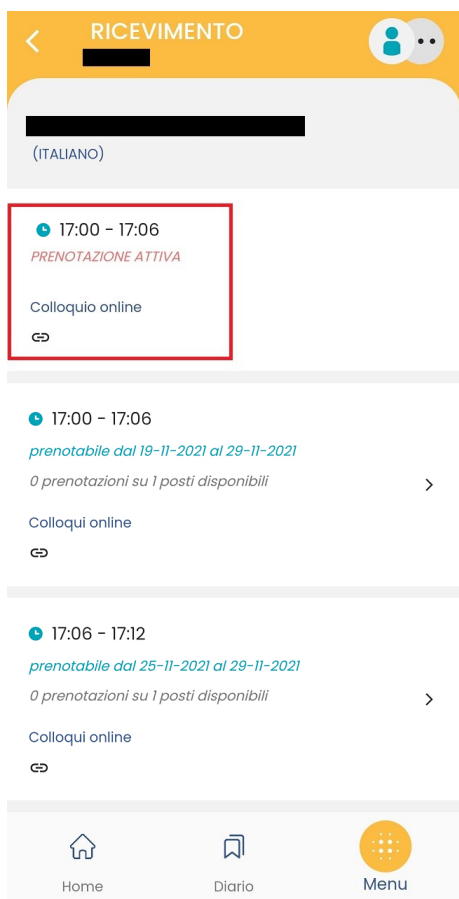 RICEVIMENTO
(ITALIANO)
17:00 - 17:06
PRENOTAZIONE ATTIVA
Colloquio online
17:00 - 17:06
prenotabile dal 19-11-2021 al 29-11-2021
0 prenotazioni su 1 posti disponibili
Colloqui online
17:06 - 17:12
prenotabile dal 25-11-2021 al 29-11-2021
0 prenotazioni su 1 posti disponibili
Colloqui online
Home Diario Menu